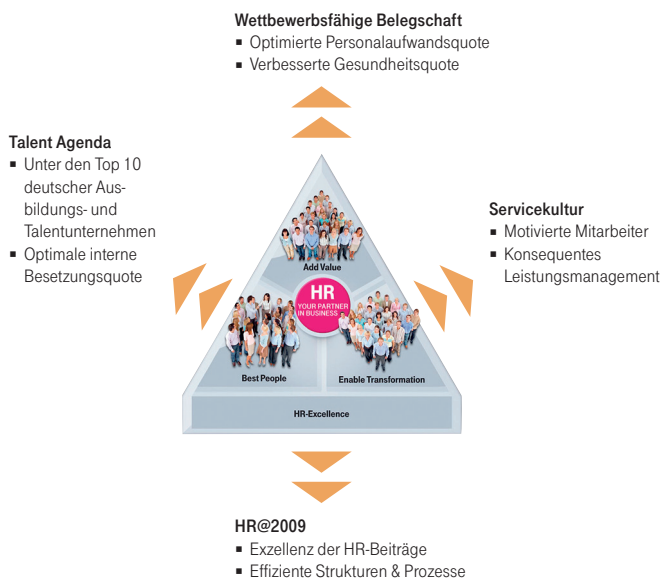 Wettbewerbsfähige Belegschaft
▪ Optimierte Personalaufwandsquote
▪ Verbesserte Gesundheitsquote
Talent Agenda
▪ Unter den Top 10
deutscher Aus-
bildungs- und
Talentunternehmen
▪ Optimale interne
Besetzungsquote
Servicekultur
▪ Motivierte Mitarbeiter
▪ Konsequentes
Leistungsmanagement
Add Value
HR
YOUR PARTNER
IN BUSINESS
Best People
Enable Transformation
HR-Excellence
HR@2009
▪ Exzellenz der HR-Beiträge
▪ Effiziente Strukturen & Prozesse